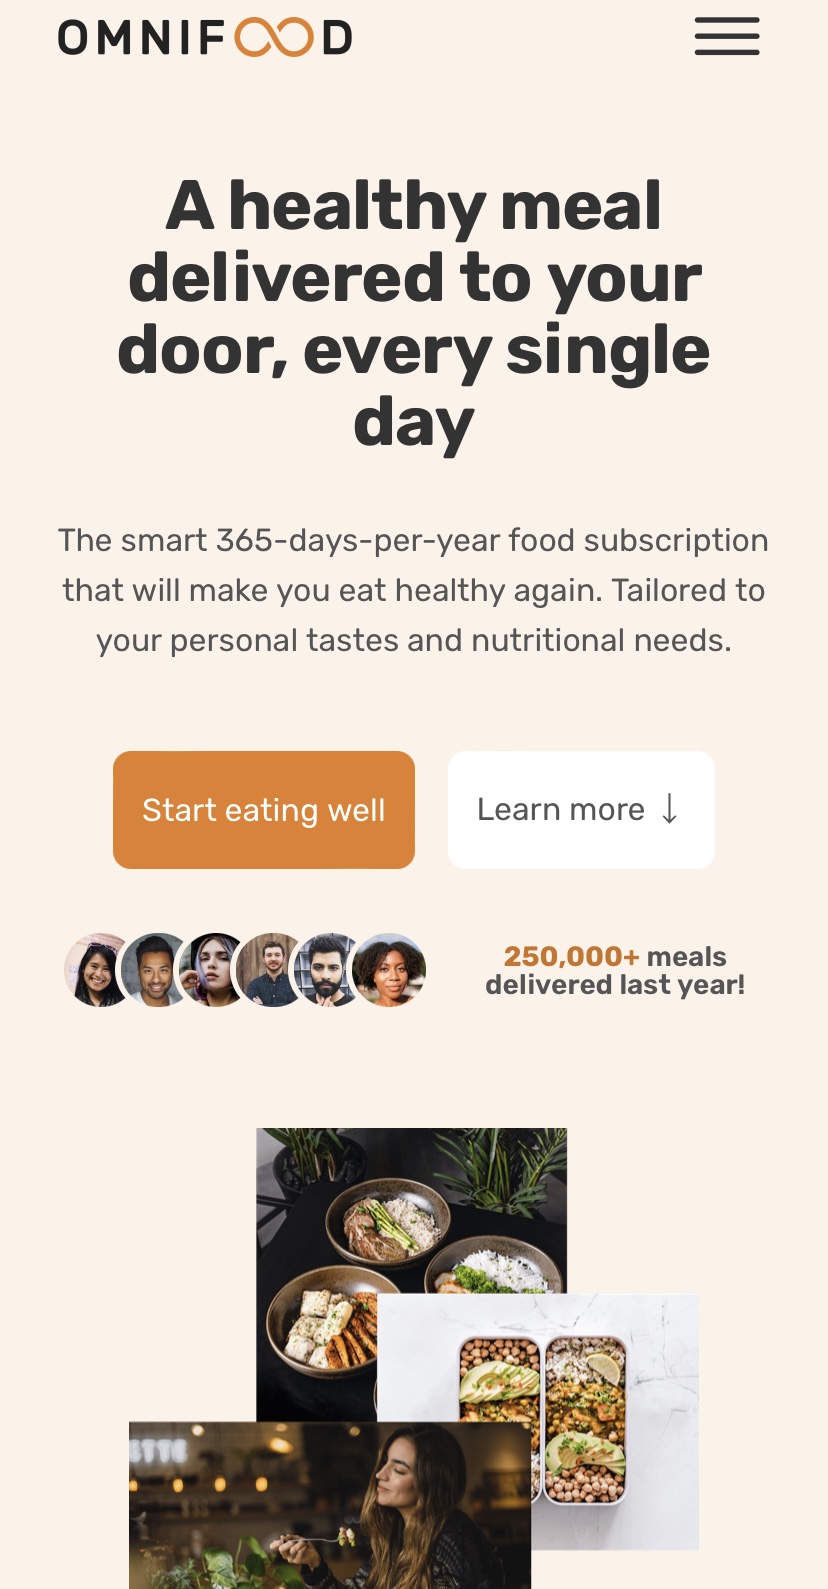 OMNIFOOD
A healthy meal
delivered to your
door, every single
day
The smart 365-days-per-year food subscription
that will make you eat healthy again. Tailored to
your personal tastes and nutritional needs.
Start eating well
Learn more ↓
250,000+ meals
delivered last year!